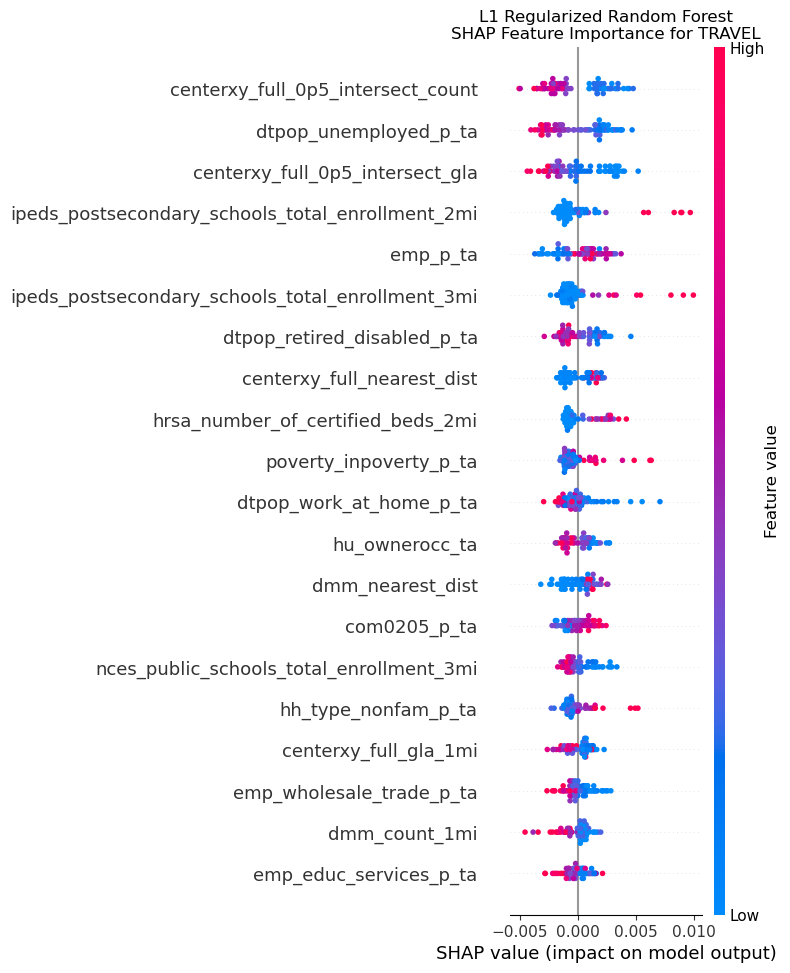 L1 Regularized Random Forest
SHAP Feature Importance for TRAVEL
High
centerxy_full_0p5_intersect_count
dtpop_unemployed_p_ta
centerxy_full_0p5_intersect_gla
ipeds_postsecondary_schools_total_enrollment_2mi
emp_p_ta
ipeds_postsecondary_schools_total_enrollment_3mi
dtpop_retired_disabled_p_ta
centerxy_full_nearest_dist
hrsa_number_of_certified_beds_2mi
poverty_inpoverty_p_ta
dtpop_work_at_home_p_ta
hu_ownerocc_ta
dmm_nearest_dist
com0205_p_ta
nces_public_schools_total_enrollment_3mi
hh_type_nonfam_p_ta
centerxy_full_gla_1mi
emp_wholesale_trade_p_ta
dmm_count_1mi
emp_educ_services_p_ta
Feature value
Low
−0.005 0.000 0.005 0.010
SHAP value (impact on model output)